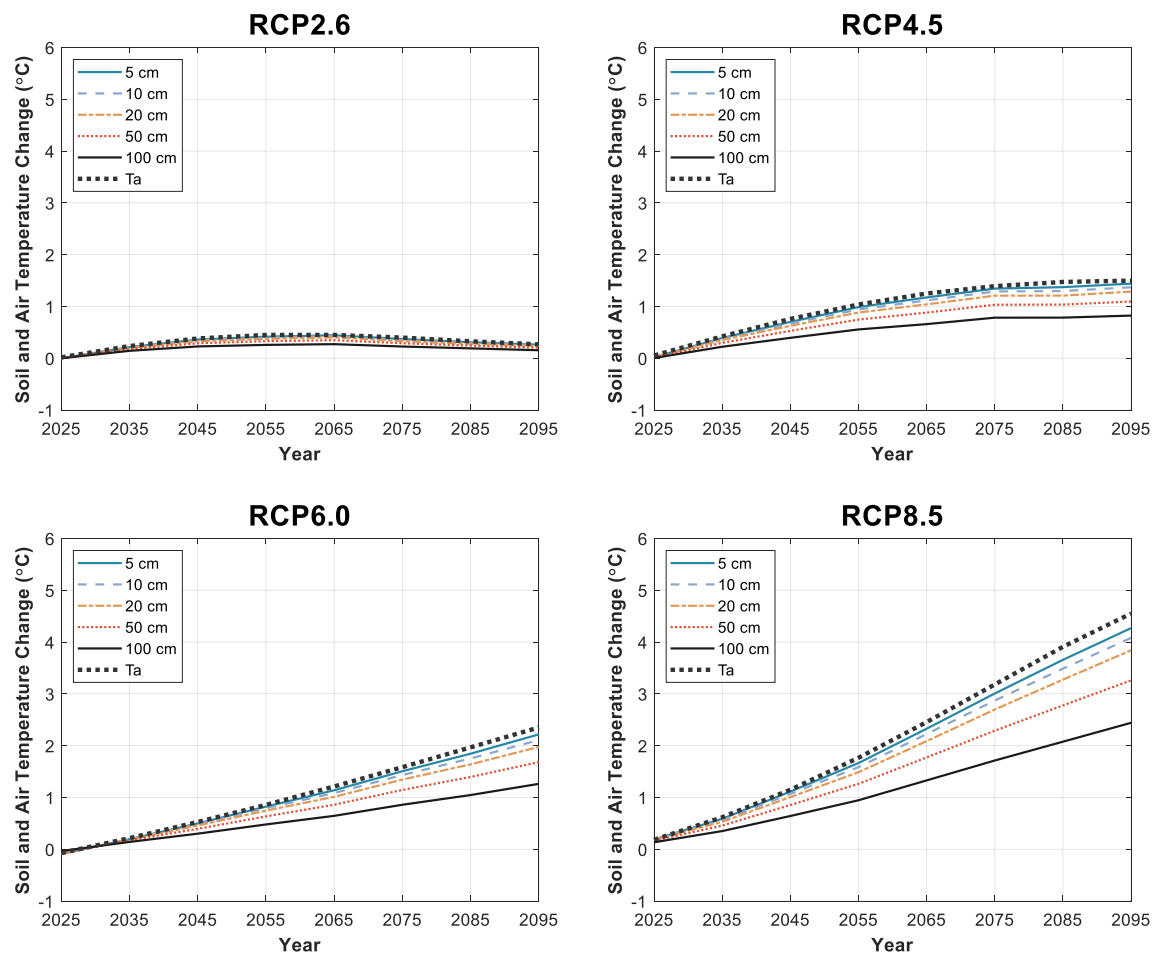 RCP2.6
Soil and Air Temperature Change (°C)
6
5
4
3
2
1
0
-1
5 cm
10 cm
20 cm
50 cm
100 cm
Ta
2025 2035 2045 2055 2065 2075 2085 2095
Year
RCP4.5
Soil and Air Temperature Change (°C)
6
5
4
3
2
1
0
-1
5 cm
10 cm
20 cm
50 cm
100 cm
Ta
2025 2035 2045 2055 2065 2075 2085 2095
Year
RCP6.0
Soil and Air Temperature Change (°C)
6
5
4
3
2
1
0
-1
5 cm
10 cm
20 cm
50 cm
100 cm
Ta
2025 2035 2045 2055 2065 2075 2085 2095
Year
RCP8.5
Soil and Air Temperature Change (°C)
6
5
4
3
2
1
0
-1
5 cm
10 cm
20 cm
50 cm
100 cm
Ta
2025 2035 2045 2055 2065 2075 2085 2095
Year